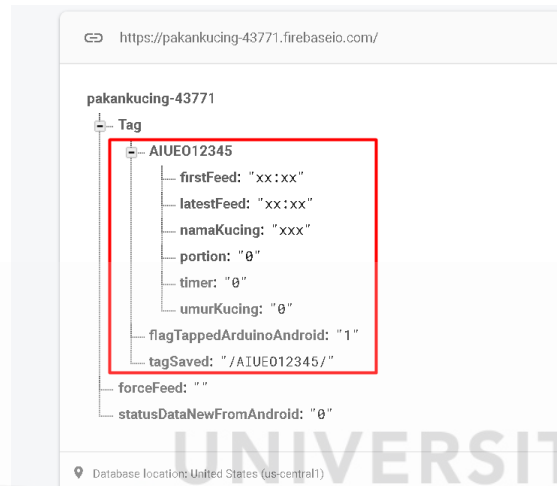 https://pakankucing-43771.firebaseio.com/
pakankucing-43771
Tag
AIUEO12345
firstFeed: "xx:xx"
latestFeed: "xx:xx"
namaKucing: "xxx"
portion: "0"
timer: "0"
umurKucing: "0"
flagTappedArduinoAndroid: "1"
tagSaved: "/AIUEO12345/"
forceFeed: ""
statusDataNewFromAndroid: "0"
UNIVERSIT
Database location: United States (us-central1)